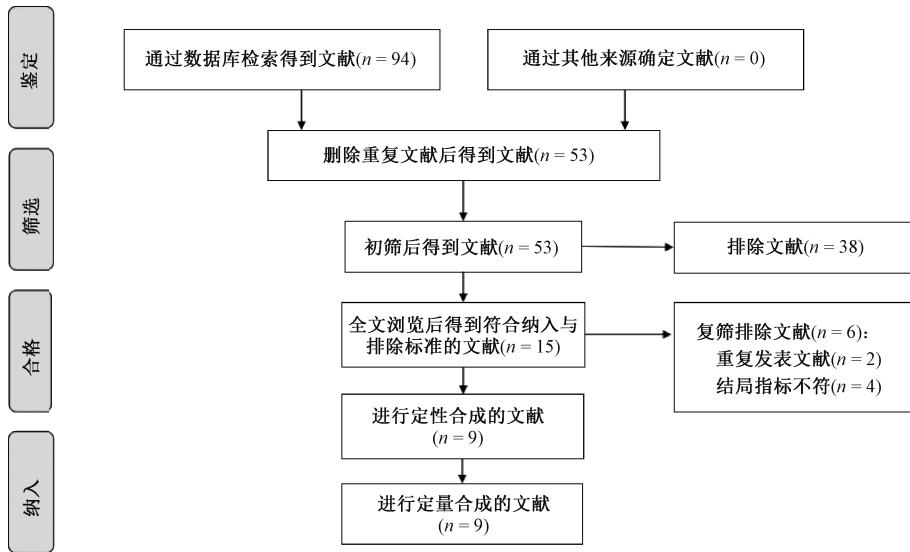 鉴定
通过数据库检索得到文献(n = 94)
通过其他来源确定文献(n = 0)
删除重复文献后得到文献(n = 53)
筛选
初筛后得到文献(n = 53)
排除文献(n = 38)
合格
全文浏览后得到符合纳入与
排除标准的文献(n = 15)
复筛排除文献(n = 6)：
重复发表文献(n = 2)
结局指标不符(n = 4)
进行定性合成的文献
(n = 9)
纳入
进行定量合成的文献
(n = 9)